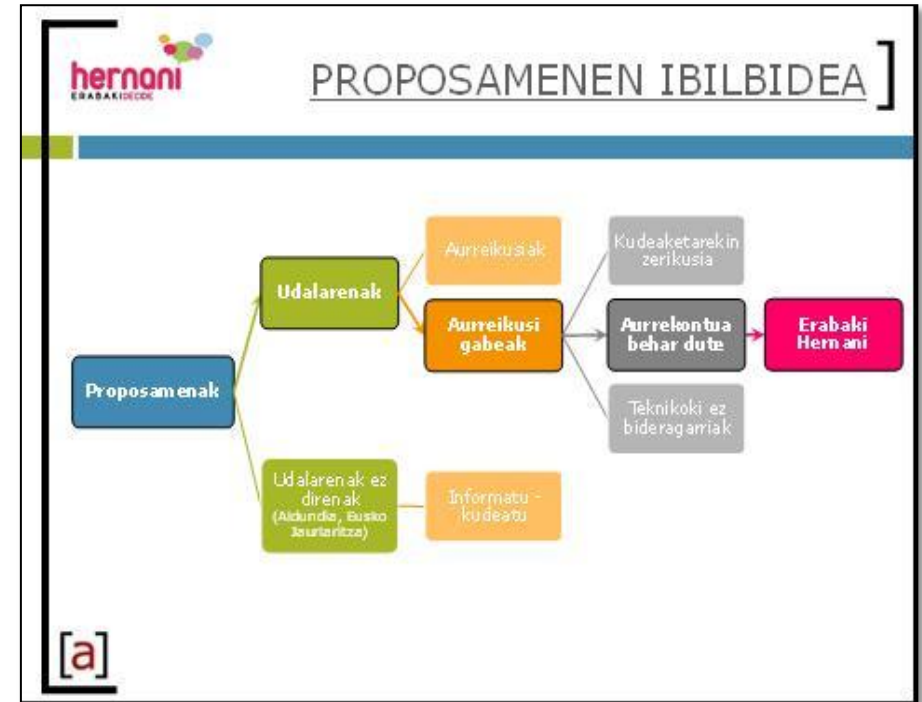 hernani
ERABAKIDECIDE
PROPOSAMENEN IBILBIDEA
Aurreikusiak
Kudeaketarekin
zerikusia
Udalarenak
Aurreikusi
gabeak
Aurrekontua
behar dute
Erabaki
Hernani
Proposamenak
Teknikoki ez
bideragarriak
Udalarenak ez
direnak
(Aldundia, Eusko
Jaurlaritza)
Informatu -
kudeatu
[a]